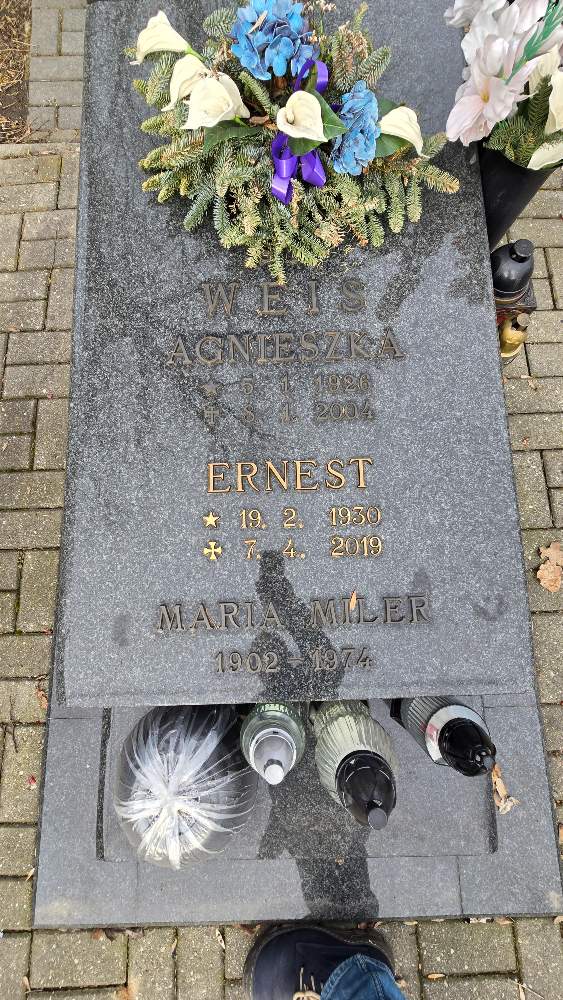 WEIS
AGNIESZKA
★ 5. 1. 1926
✝ 8. 1. 2004
ERNEST
★ 19. 2. 1930
✠ 7. 4. 2019
MARIA MILER
1902 – 1974